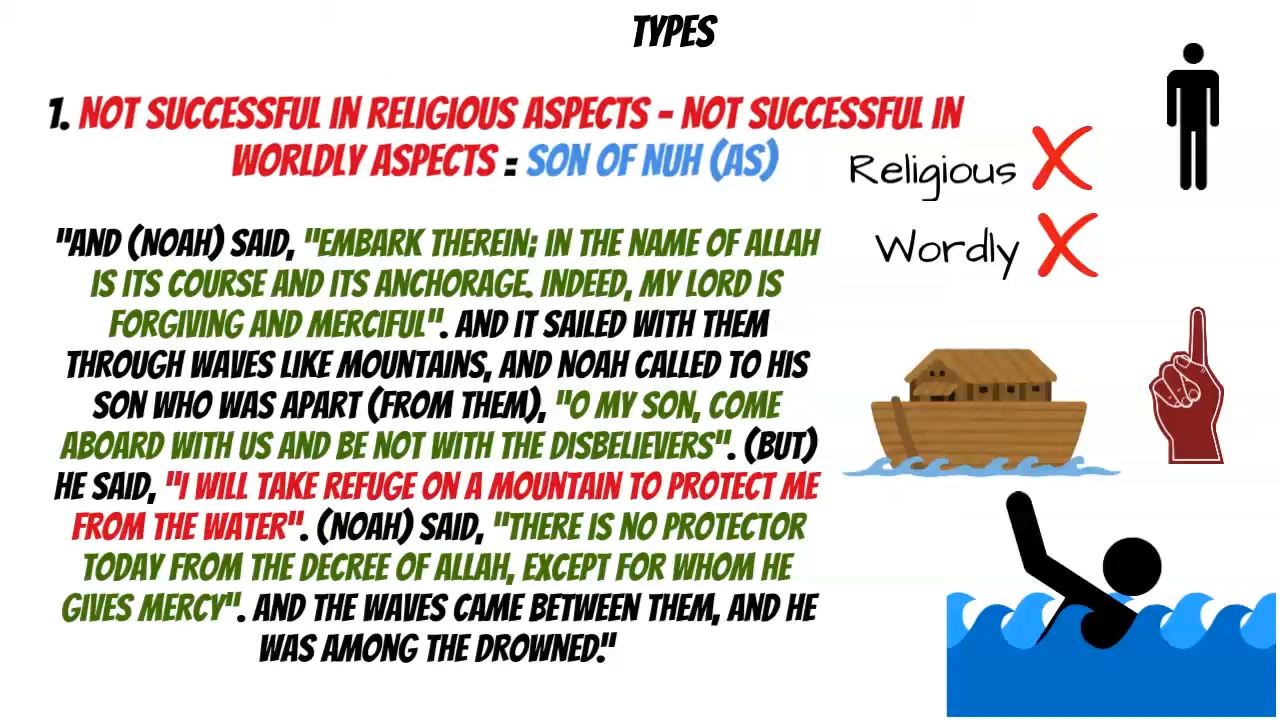 TYPES
1. NOT SUCCESSFUL IN RELIGIOUS ASPECTS - NOT SUCCESSFUL IN
WORLDLY ASPECTS = SON OF NUH (AS)
Religious
Wordly
"AND (NOAH) SAID, "EMBARK THEREIN; IN THE NAME OF ALLAH
IS ITS COURSE AND ITS ANCHORAGE. INDEED, MY LORD IS
FORGIVING AND MERCIFUL". AND IT SAILED WITH THEM
THROUGH WAVES LIKE MOUNTAINS, AND NOAH CALLED TO HIS
SON WHO WAS APART (FROM THEM), "O MY SON, COME
ABOARD WITH US AND BE NOT WITH THE DISBELIEVERS". (BUT)
HE SAID, "I WILL TAKE REFUGE ON A MOUNTAIN TO PROTECT ME
FROM THE WATER". (NOAH) SAID, "THERE IS NO PROTECTOR
TODAY FROM THE DECREE OF ALLAH, EXCEPT FOR WHOM HE
GIVES MERCY". AND THE WAVES CAME BETWEEN THEM, AND HE
WAS AMONG THE DROWNED."